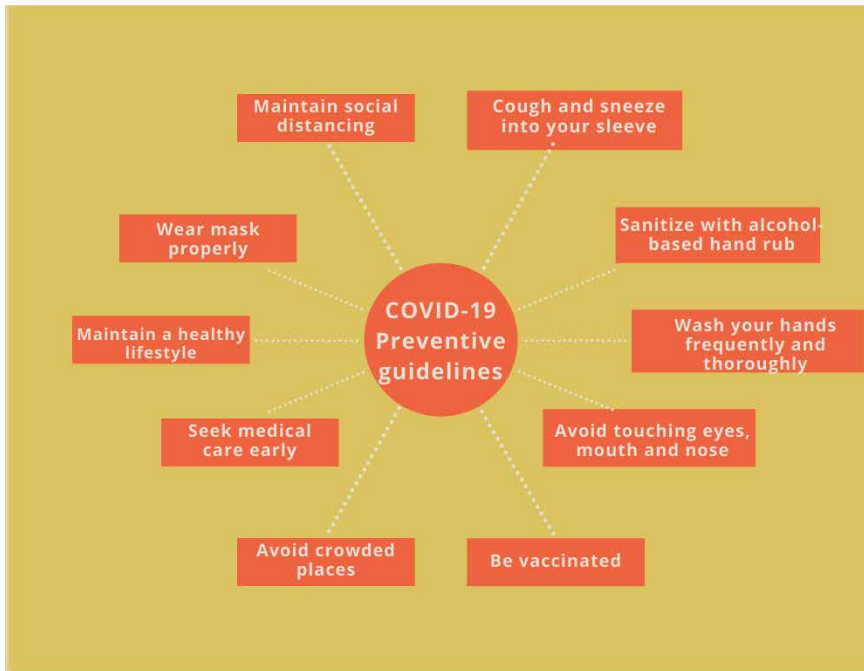 Maintain social
distancing
Cough and sneeze
into your sleeve
Wear mask
properly
Sanitize with alcohol-
based hand rub
COVID-19
Preventive
guidelines
Maintain a healthy
lifestyle
Wash your hands
frequently and
thoroughly
Seek medical
care early
Avoid touching eyes,
mouth and nose
Avoid crowded
places
Be vaccinated